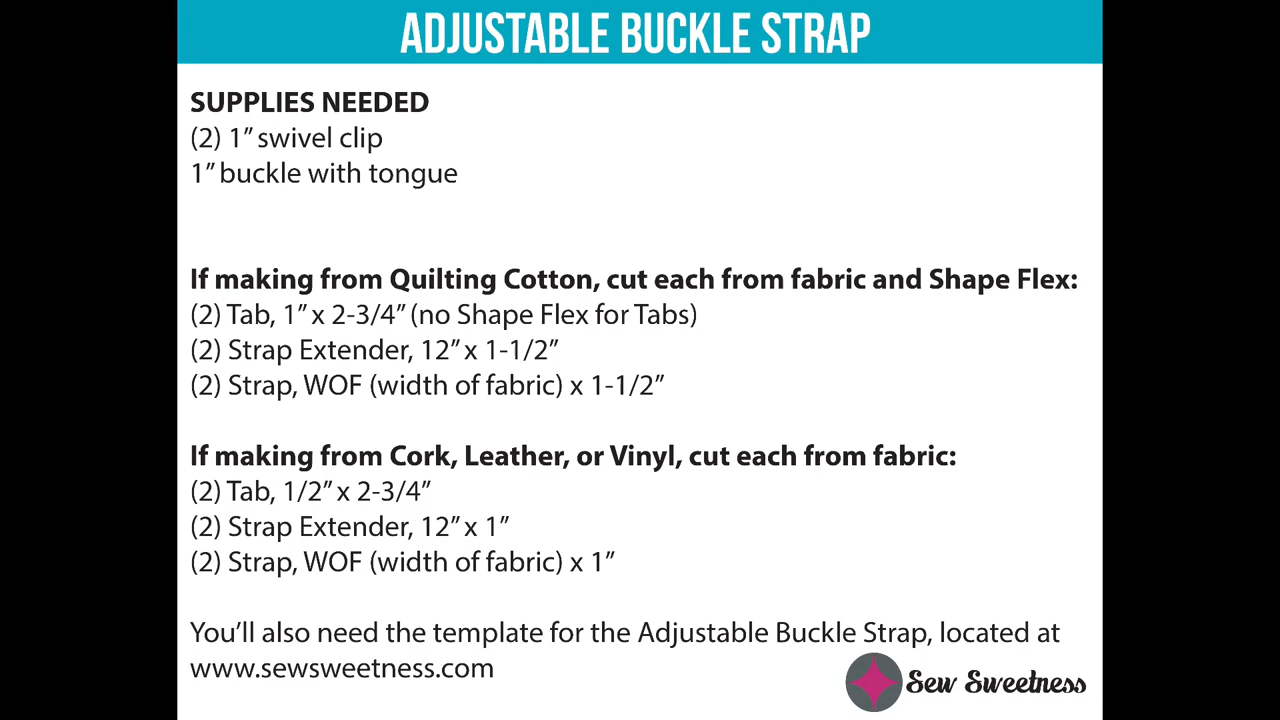 ADJUSTABLE BUCKLE STRAP
SUPPLIES NEEDED
(2) 1” swivel clip
1” buckle with tongue
If making from Quilting Cotton, cut each from fabric and Shape Flex:
(2) Tab, 1” x 2-3/4” (no Shape Flex for Tabs)
(2) Strap Extender, 12” x 1-1/2”
(2) Strap, WOF (width of fabric) x 1-1/2”
If making from Cork, Leather, or Vinyl, cut each from fabric:
(2) Tab, 1/2” x 2-3/4”
(2) Strap Extender, 12” x 1”
(2) Strap, WOF (width of fabric) x 1”
You’ll also need the template for the Adjustable Buckle Strap, located at
www.sewsweetness.com
Sew Sweetness